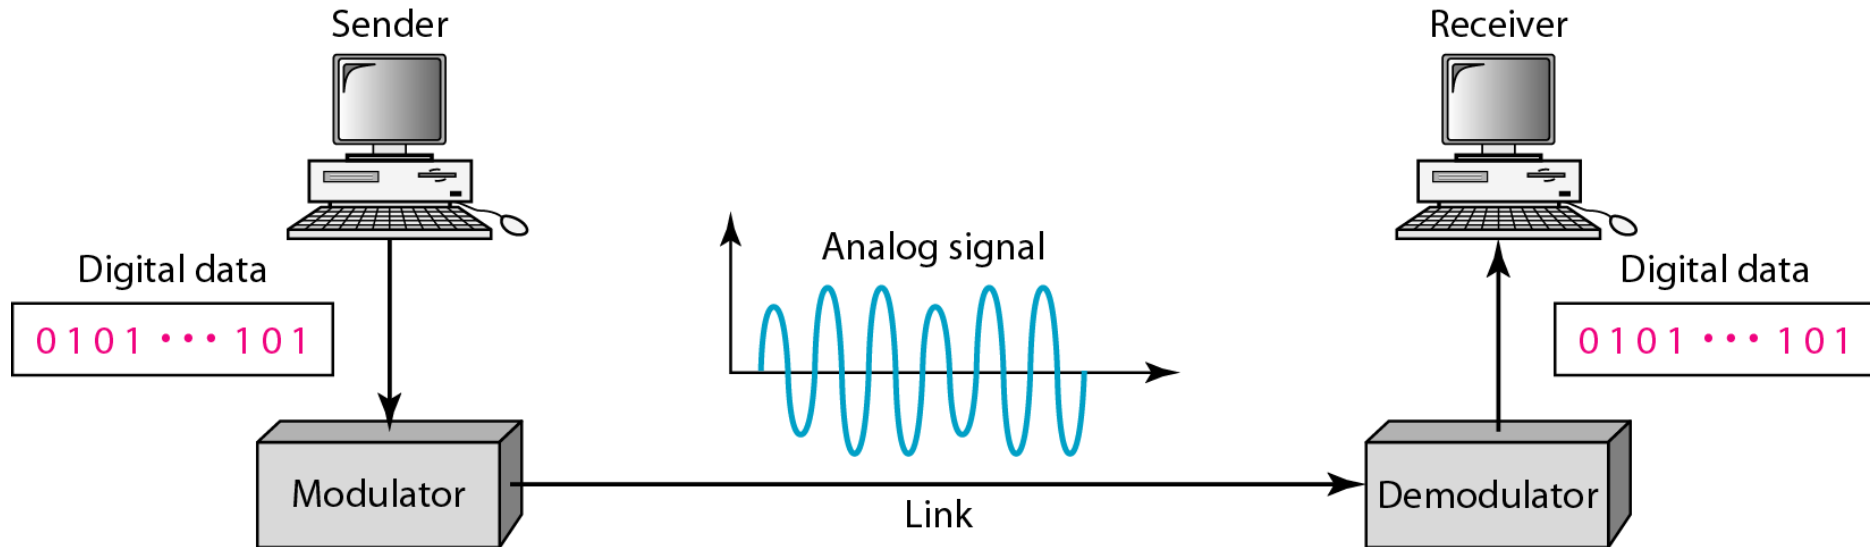 Sender
Receiver
Analog signal
Digital data
Digital data
0101 ••• 101
0101 ••• 101
Modulator
Link
Demodulator